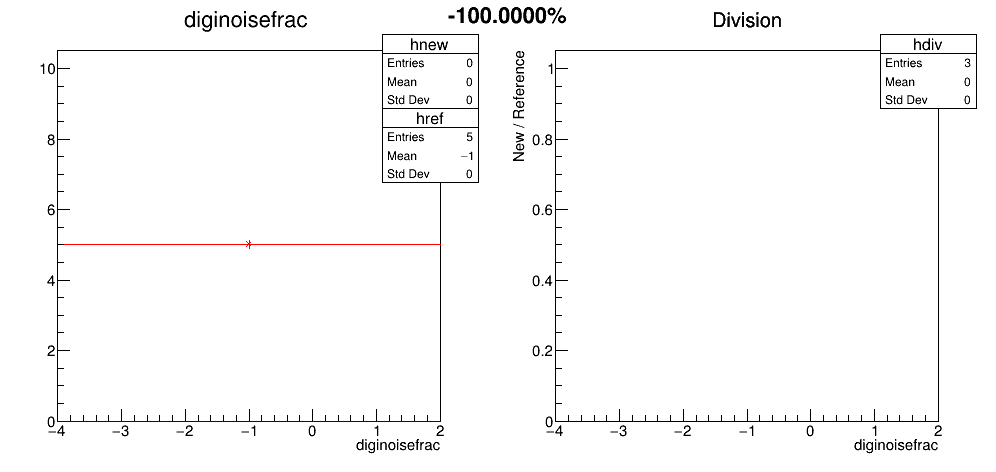 -100.0000%
diginoisefrac
hnew
Entries 0
Mean 0
Std Dev 0
href
Entries 5
Mean −1
Std Dev 0
10
8
6
4
2
0
−4 −3 −2 −1 0 1 2
diginoisefrac
Division
hdiv
Entries 3
Mean 0
Std Dev 0
New / Reference
1
0.8
0.6
0.4
0.2
0
−4 −3 −2 −1 0 1 2
diginoisefrac